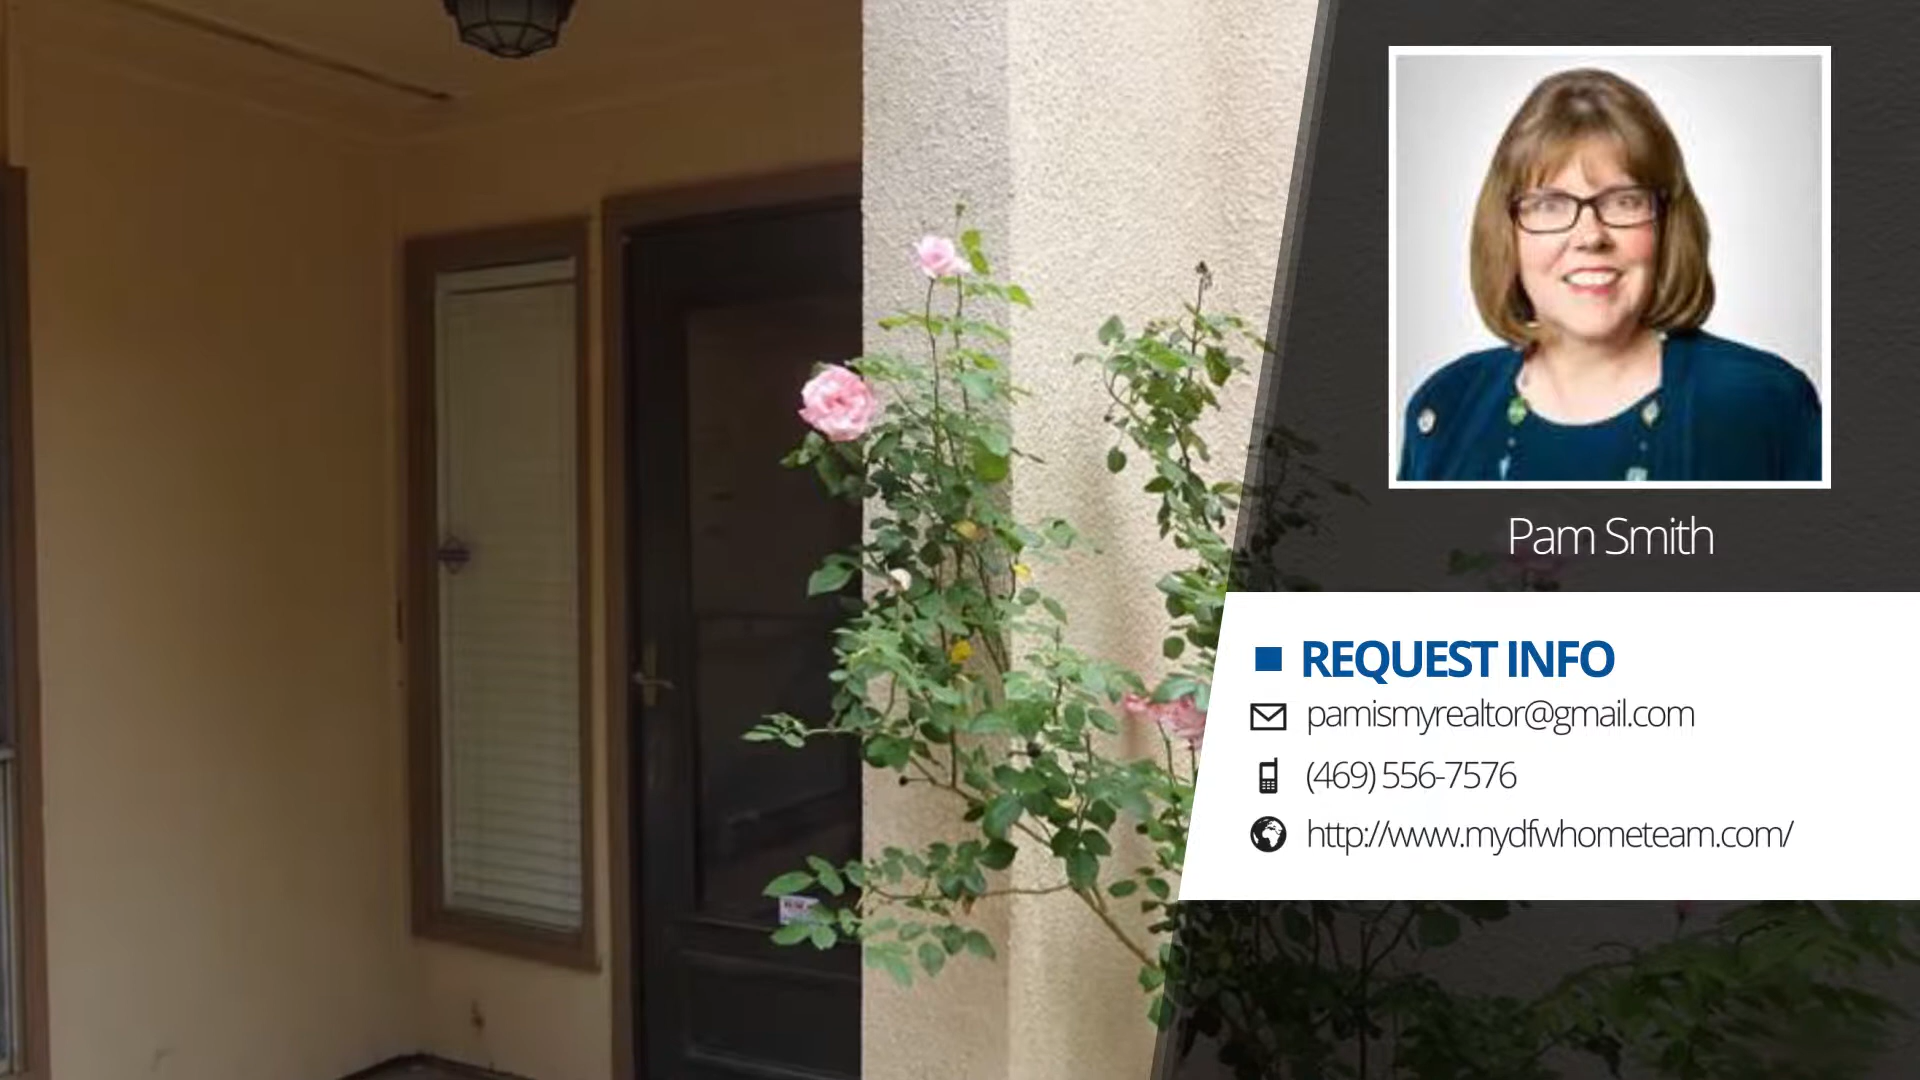 Pam Smith
REQUEST INFO
pamismyrealtor@gmail.com
(469) 556-7576
http://www.mydfwhometeam.com/